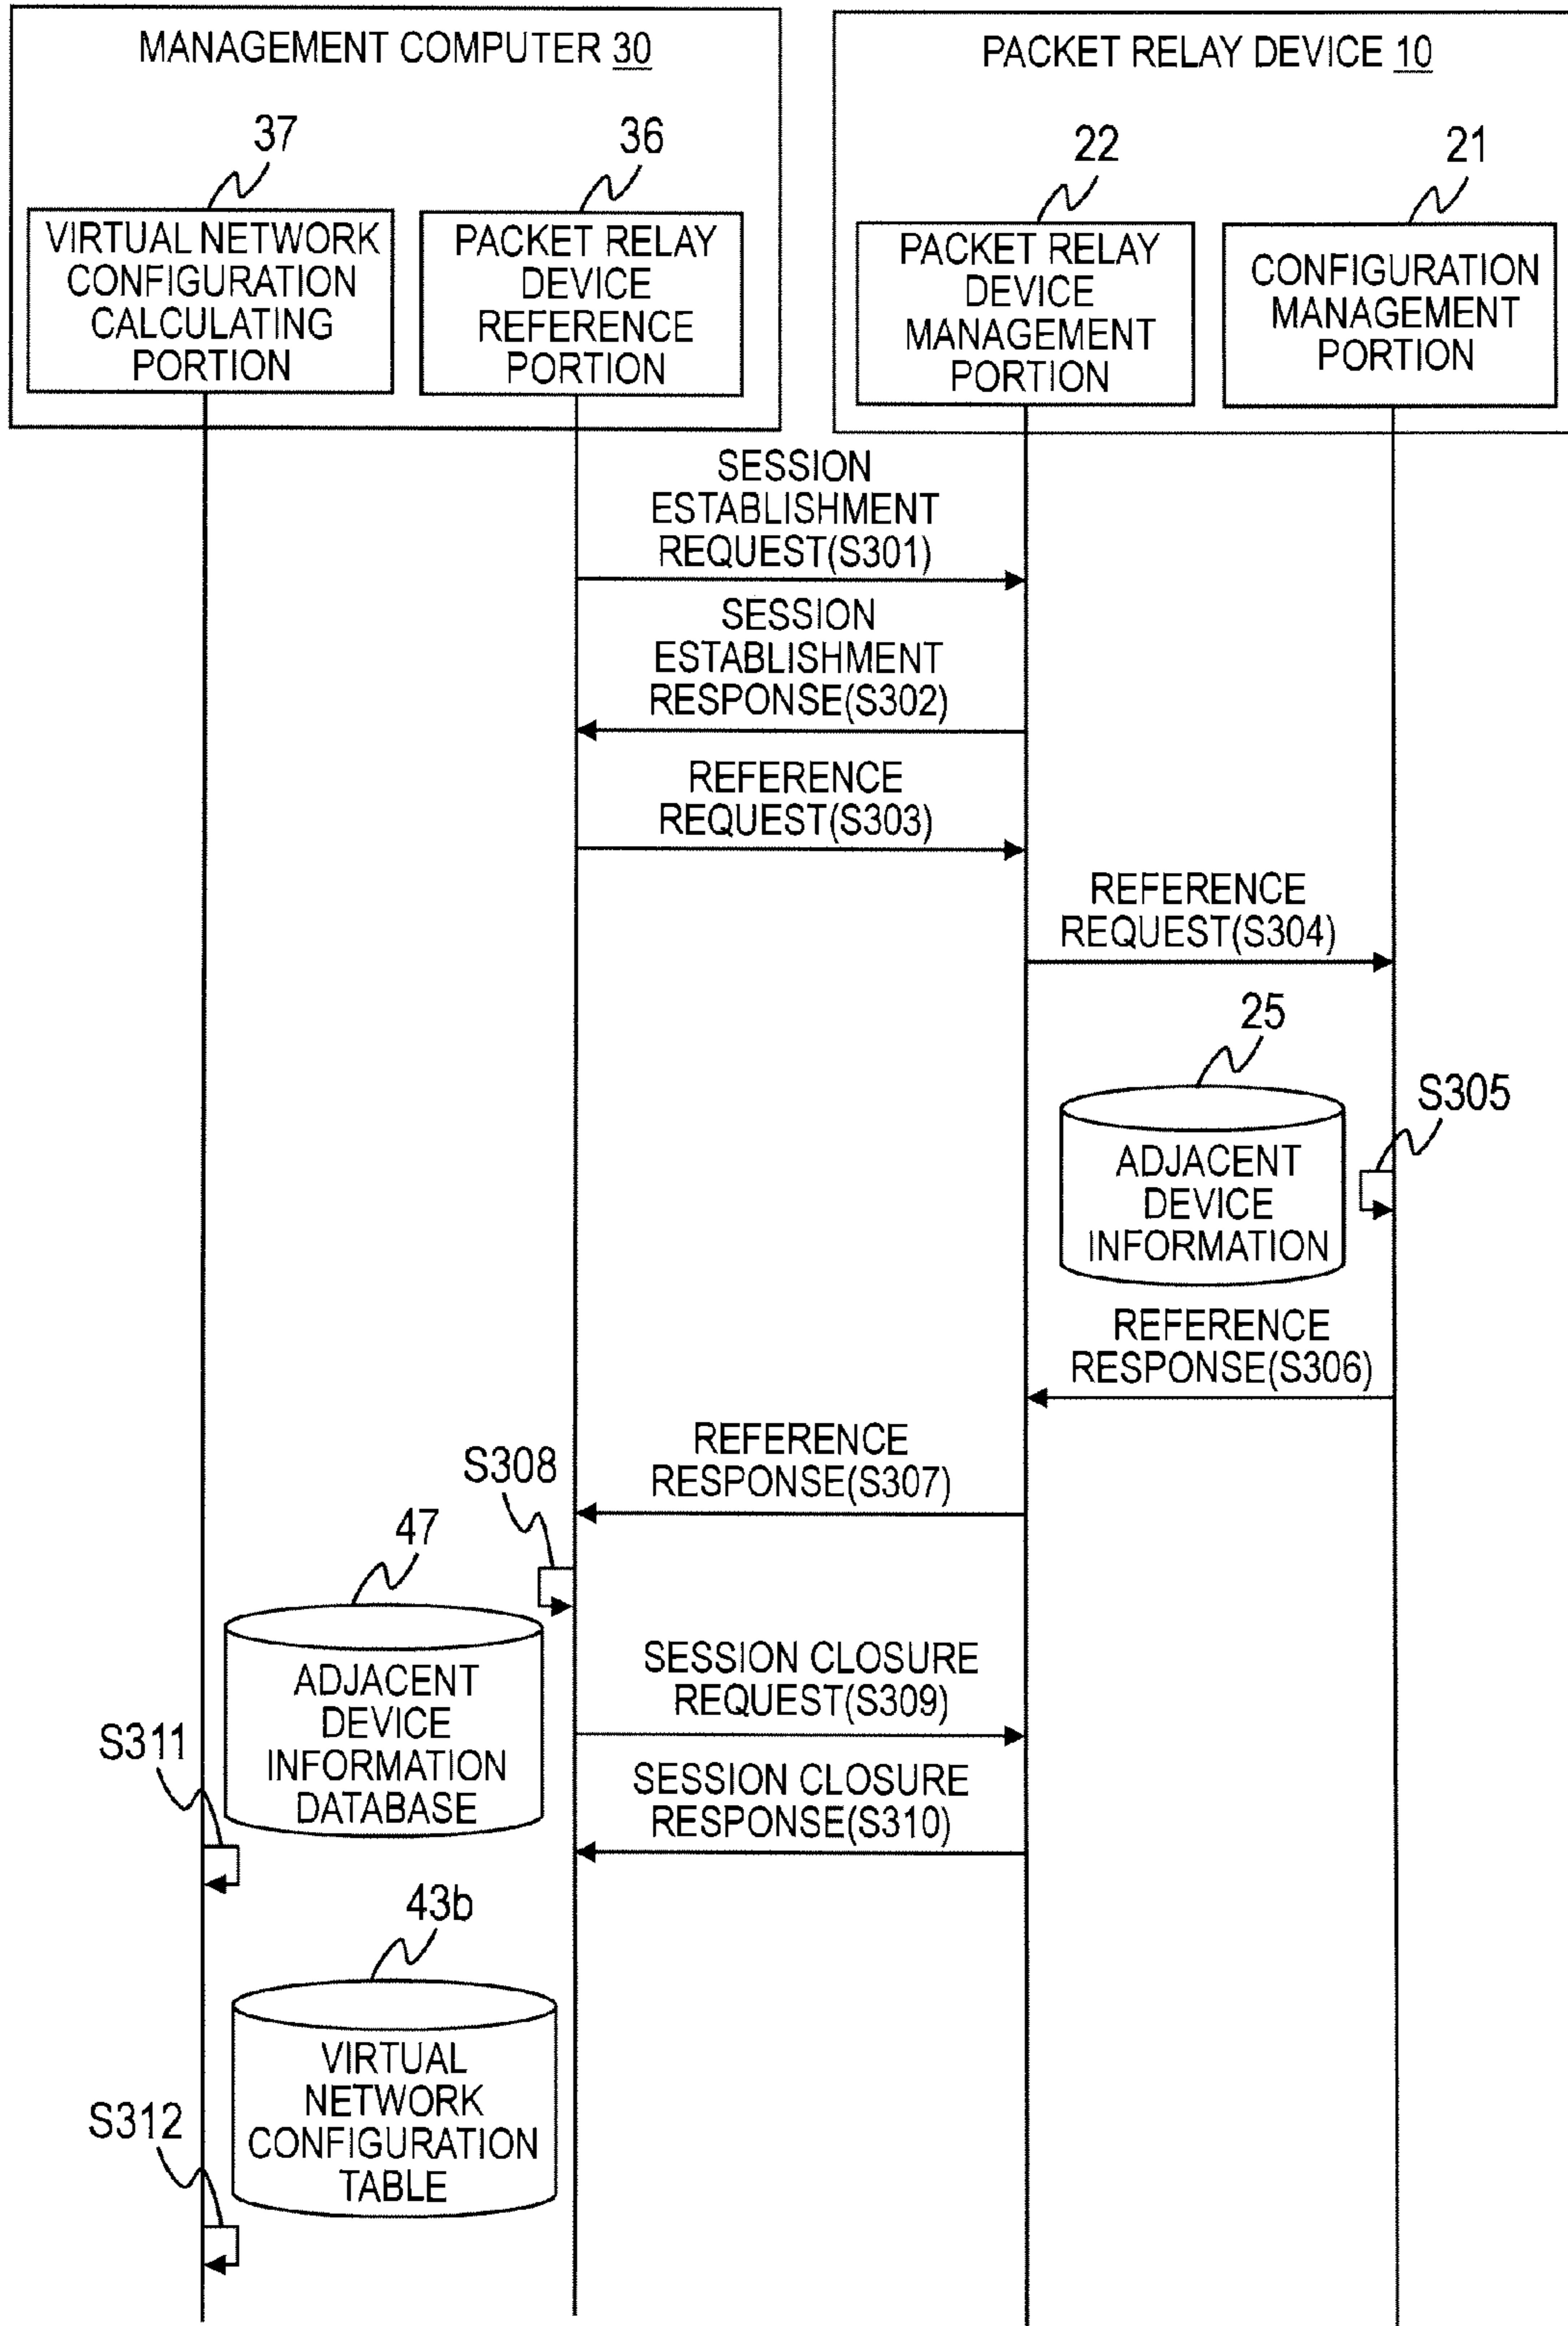 MANAGEMENT COMPUTER 30
PACKET RELAY DEVICE 10
37
36
22
21
VIRTUAL NETWORK
CONFIGURATION
CALCULATING
PORTION
PACKET RELAY
DEVICE
REFERENCE
PORTION
PACKET RELAY
DEVICE
MANAGEMENT
PORTION
CONFIGURATION
MANAGEMENT
PORTION
SESSION
ESTABLISHMENT
REQUEST(S301)
SESSION
ESTABLISHMENT
RESPONSE(S302)
REFERENCE
REQUEST(S303)
REFERENCE
REQUEST(S304)
25
S305
ADJACENT
DEVICE
INFORMATION
REFERENCE
RESPONSE(S306)
REFERENCE
RESPONSE(S307)
S308
47
ADJACENT
DEVICE
INFORMATION
DATABASE
SESSION CLOSURE
REQUEST(S309)
S311
SESSION CLOSURE
RESPONSE(S310)
43b
VIRTUAL
NETWORK
CONFIGURATION
TABLE
S312